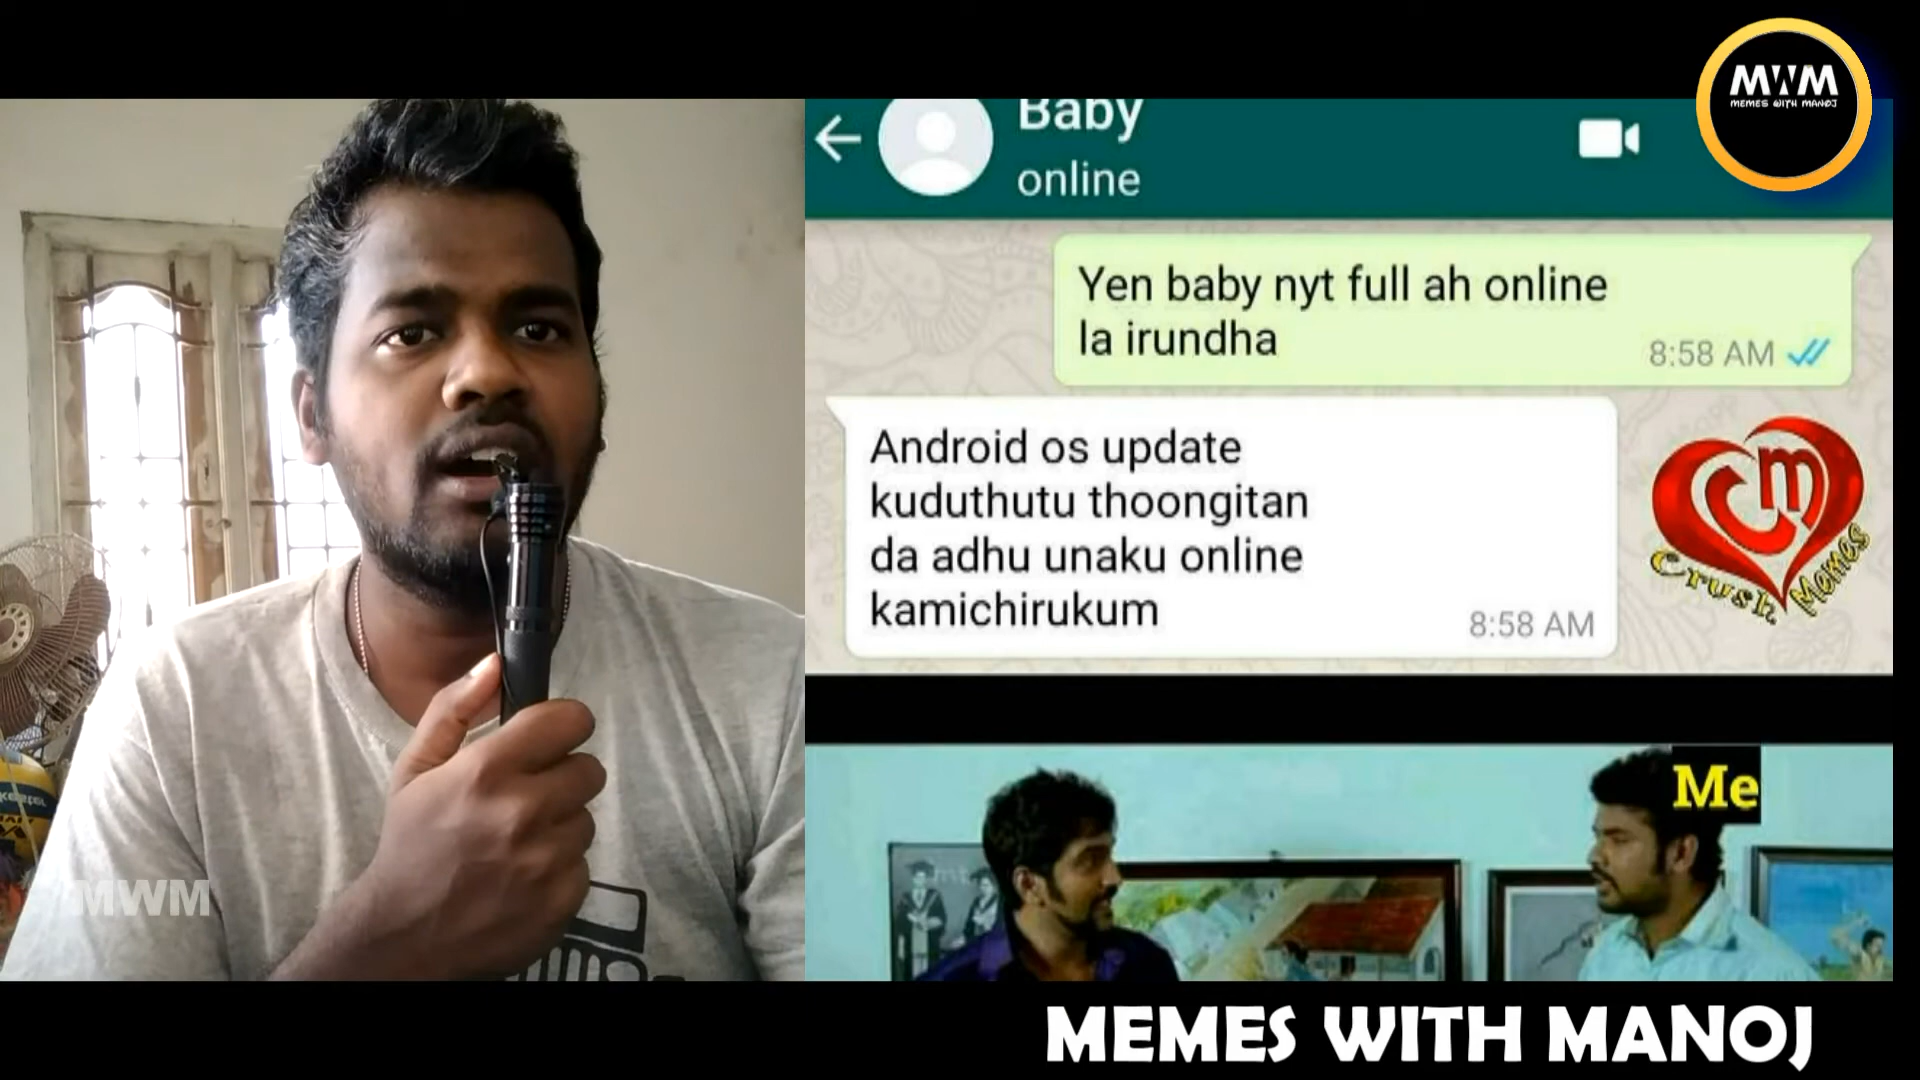 MWM
MEMES WITH MANOJ
Baby
online
Yen baby nyt full ah online
la irundha
8:58 AM
Android os update
kuduthutu thoongitan
da adhu unaku online
kamichirukum
8:58 AM
CM
Crush Memes
Me
MWM
MEMES WITH MANOJ